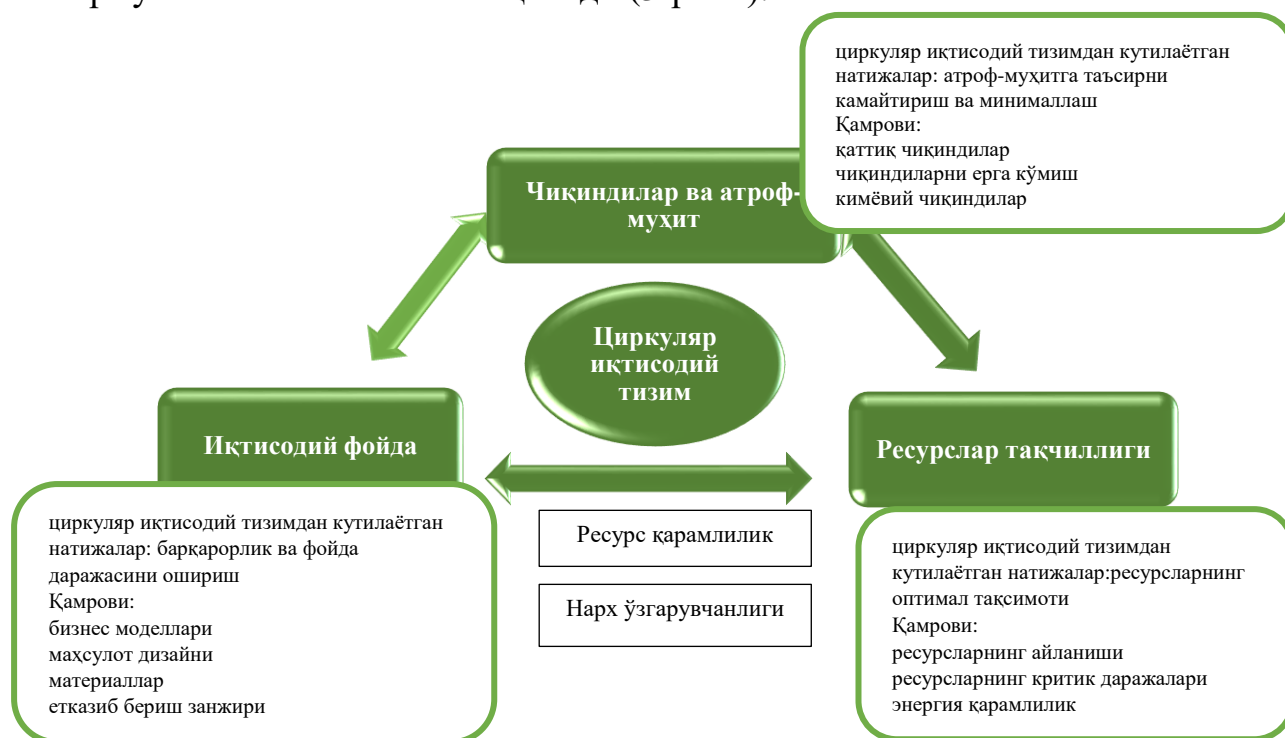 циркуляр иқтисодий тизимдан кутилаётган
натижалар: атроф-муҳитга таъсирни
камайтириш ва минималлаш
Қамрови:
қаттиқ чиқиндилар
чиқиндиларни ерга кўмиш
кимёвий чиқиндилар
Чиқиндилар ва атроф-
муҳит
Циркуляр
иқтисодий
тизим
Иқтисодий фойда
Ресурслар тақчиллиги
циркуляр иқтисодий тизимдан кутилаётган
натижалар: барқарорлик ва фойда
даражасини ошириш
Қамрови:
бизнес моделлари
маҳсулот дизайни
материаллар
етказиб бериш занжири
Ресурс қарамлилик
Нарх ўзгарувчанлиги
циркуляр иқтисодий тизимдан
кутилаётган натижалар:ресурсларнинг
оптимал тақсимоти
Қамрови:
ресурсларнинг айланиши
ресурсларнинг критик даражалари
энергия қарамлилик